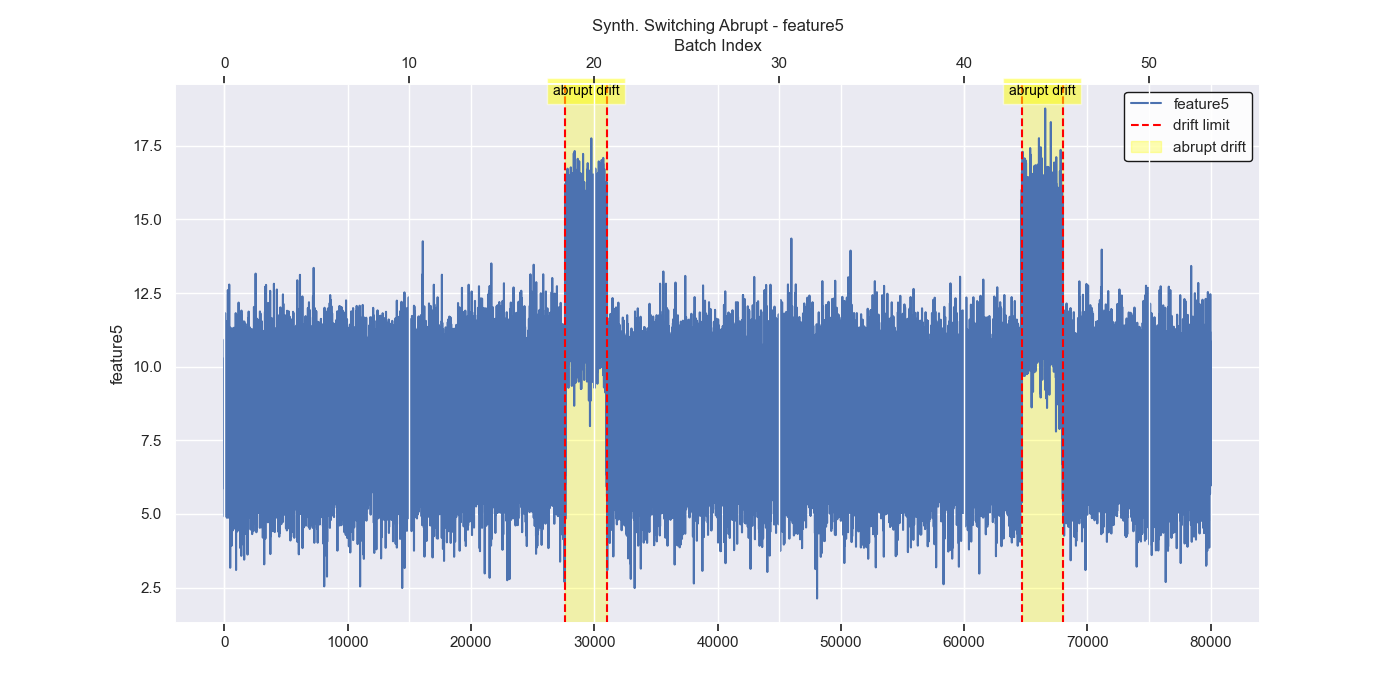 Synth. Switching Abrupt - feature5
Batch Index
0 10 20 30 40 50
abrupt drift abrupt drift
feature5
drift limit
abrupt drift
17.5
15.0
12.5
10.0
7.5
5.0
2.5
feature5
0 10000 20000 30000 40000 50000 60000 70000 80000